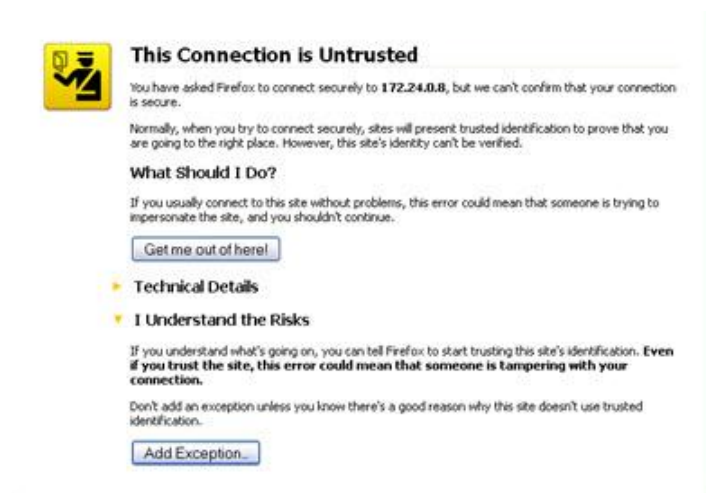 This Connection is Untrusted
You have asked Firefox to connect securely to 172.24.0.8, but we can't confirm that your connection
is secure.
Normally, when you try to connect securely, sites will present trusted identification to prove that you
are going to the right place. However, this site's identity can't be verified.
What Should I Do?
If you usually connect to this site without problems, this error could mean that someone is trying to
impersonate the site, and you shouldn't continue.
Get me out of here!
Technical Details
I Understand the Risks
If you understand what's going on, you can tell Firefox to start trusting this site's identification. Even
if you trust the site, this error could mean that someone is tampering with your
connection.
Don't add an exception unless you know there's a good reason why this site doesn't use trusted
identification.
Add Exception...